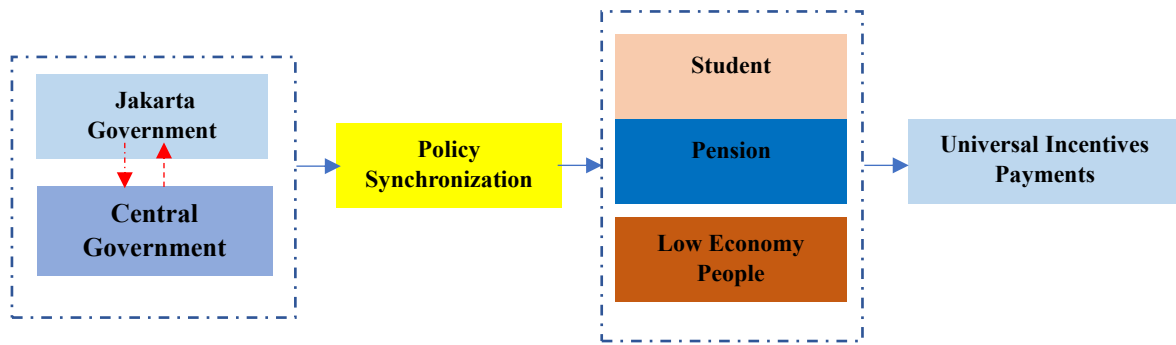 Jakarta
Government
Central
Government
Policy
Synchronization
Student
Pension
Low Economy
People
Universal Incentives
Payments